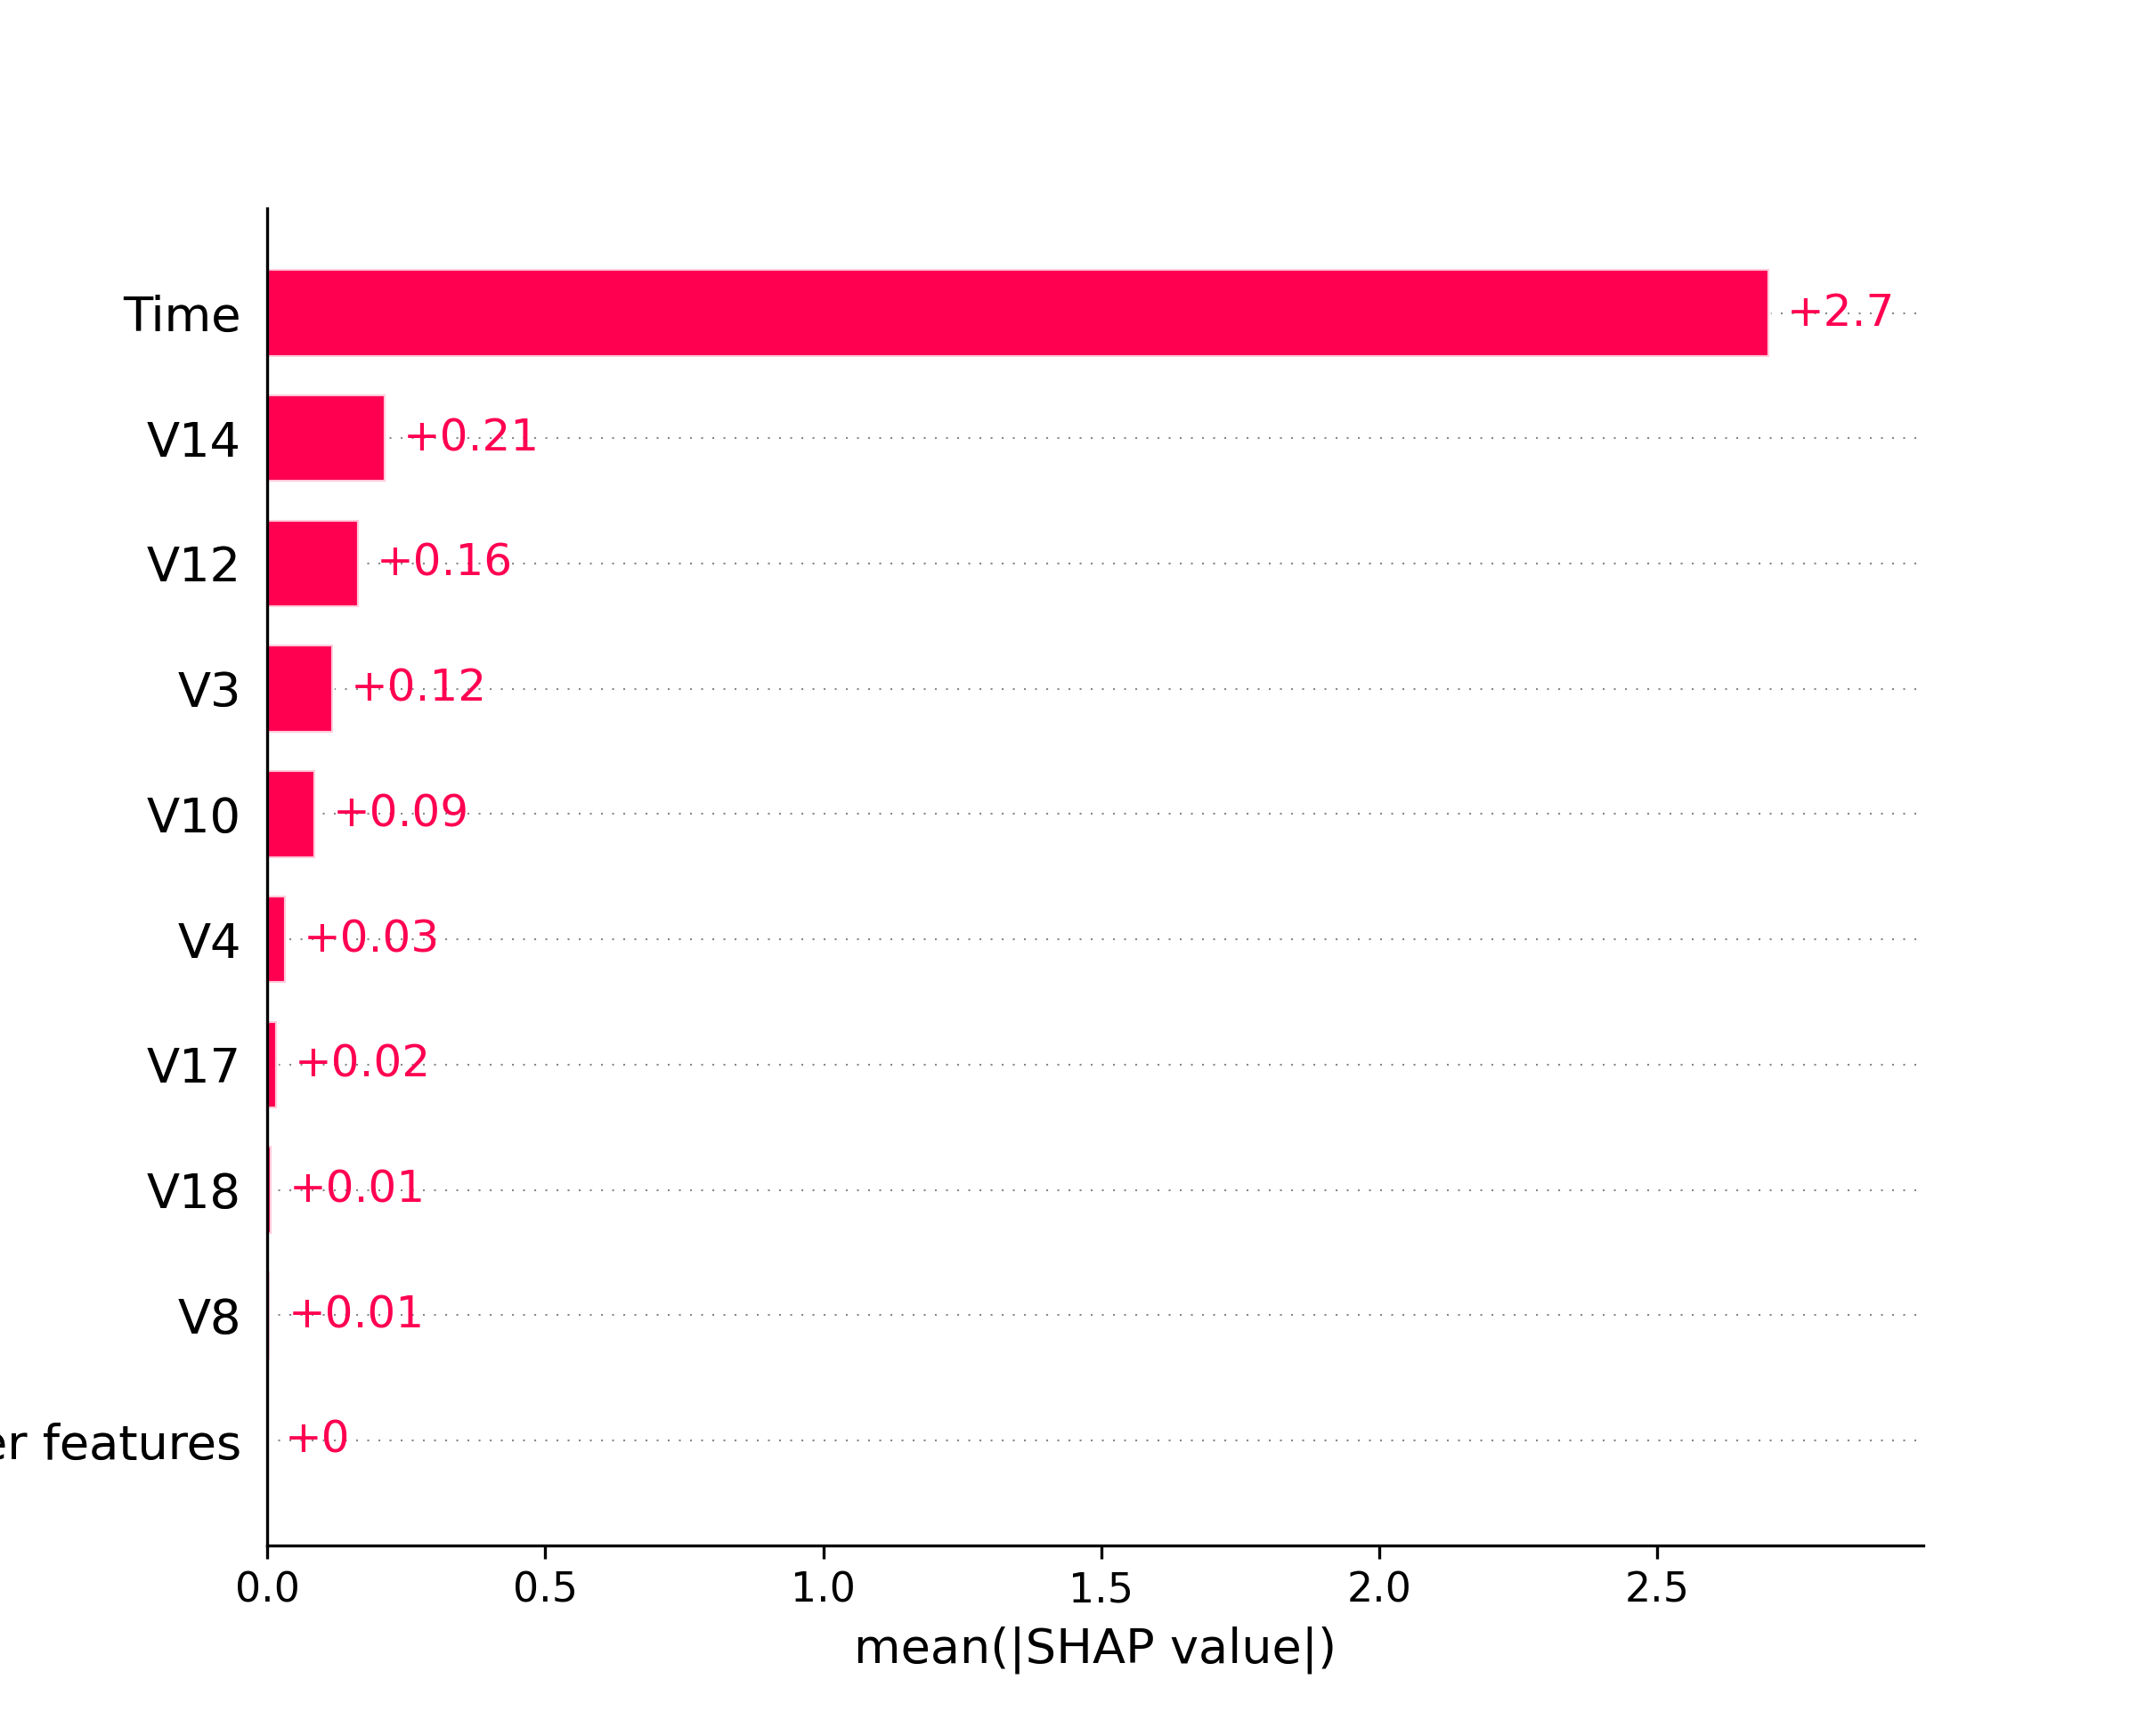 Time +2.7
V14 +0.21
V12 +0.16
V3 +0.12
V10 +0.09
V4 +0.03
V17 +0.02
V18 +0.01
V8 +0.01
features +0
0.0 0.5 1.0 1.5 2.0 2.5
mean(|SHAP value|)